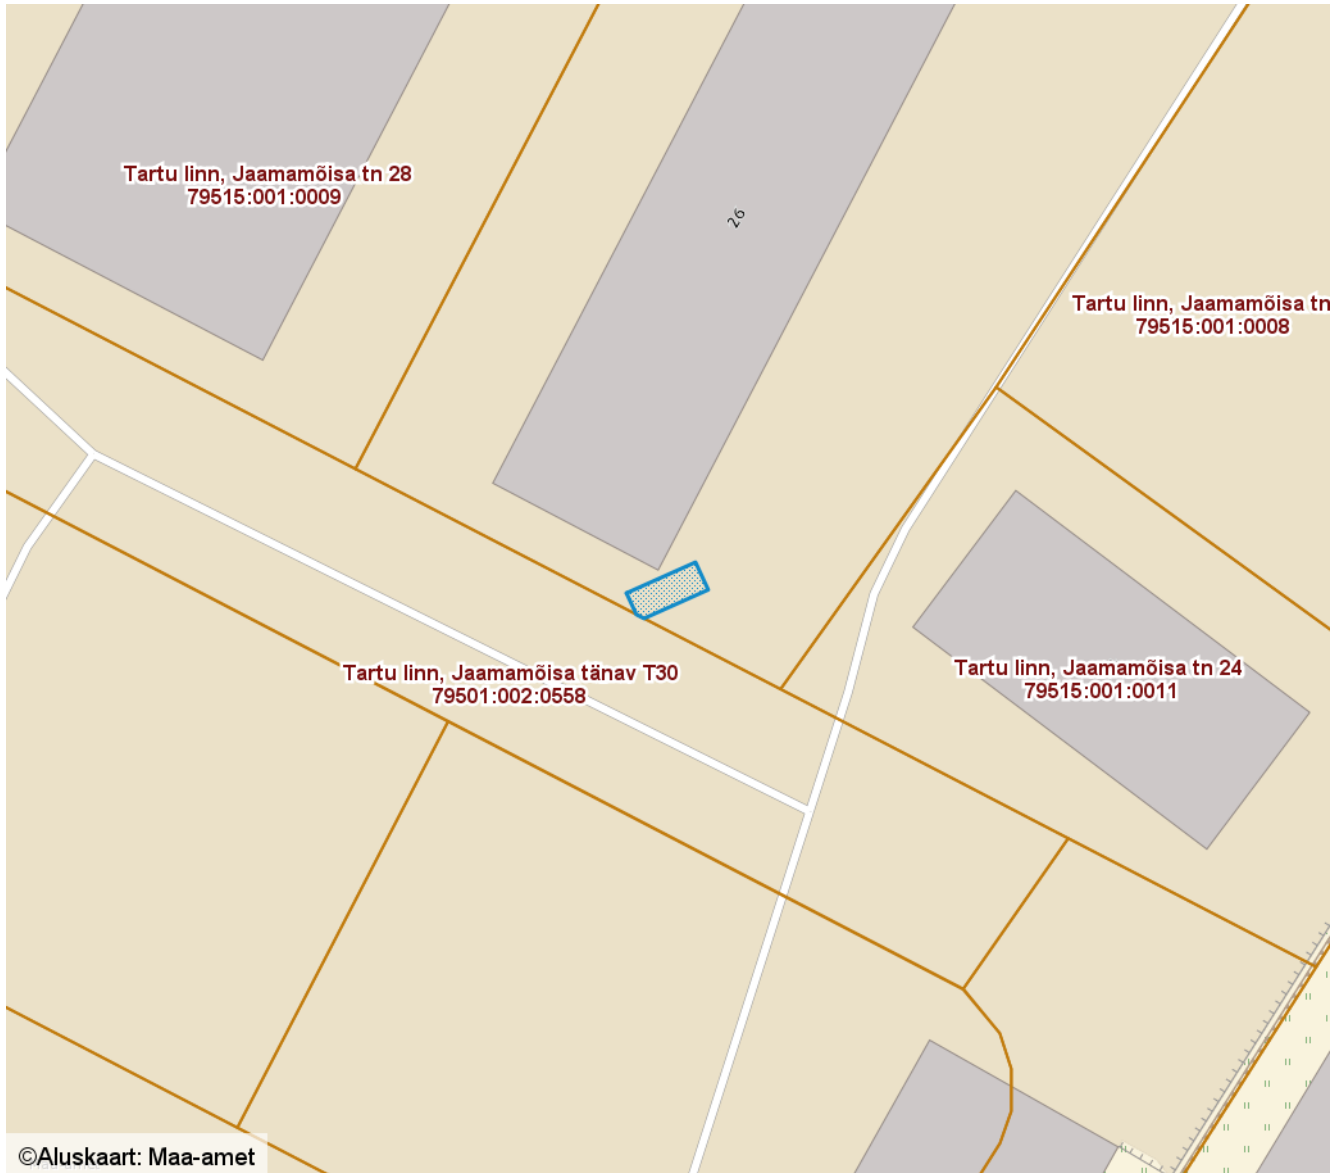 Tartu linn, Jaamamõisa tn 28
79515:001:0009
26
Tartu linn, Jaamamõisa tn
79515:001:0008
Tartu linn, Jaamamõisa tänav T30
79501:002:0558
Tartu linn, Jaamamõisa tn 24
79515:001:0011
©Aluskaart: Maa-amet